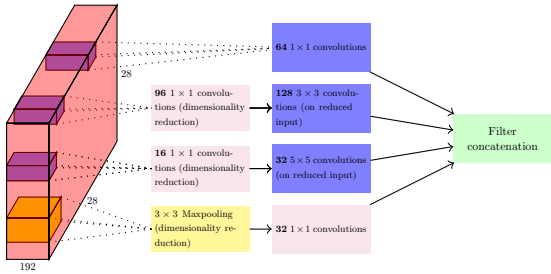 64 1×1 convolutions
28
96 1 × 1 convolu-
tions (dimensionality
reduction)
128 3 × 3 convolu-
tions (on reduced
input)
Filter
concatenation
16 1 × 1 convolu-
tions (dimensionality
reduction)
32 5×5 convolutions
(on reduced input)
28
3 × 3 Maxpooling
(dimensionality re-
duction)
32 1×1 convolutions
192